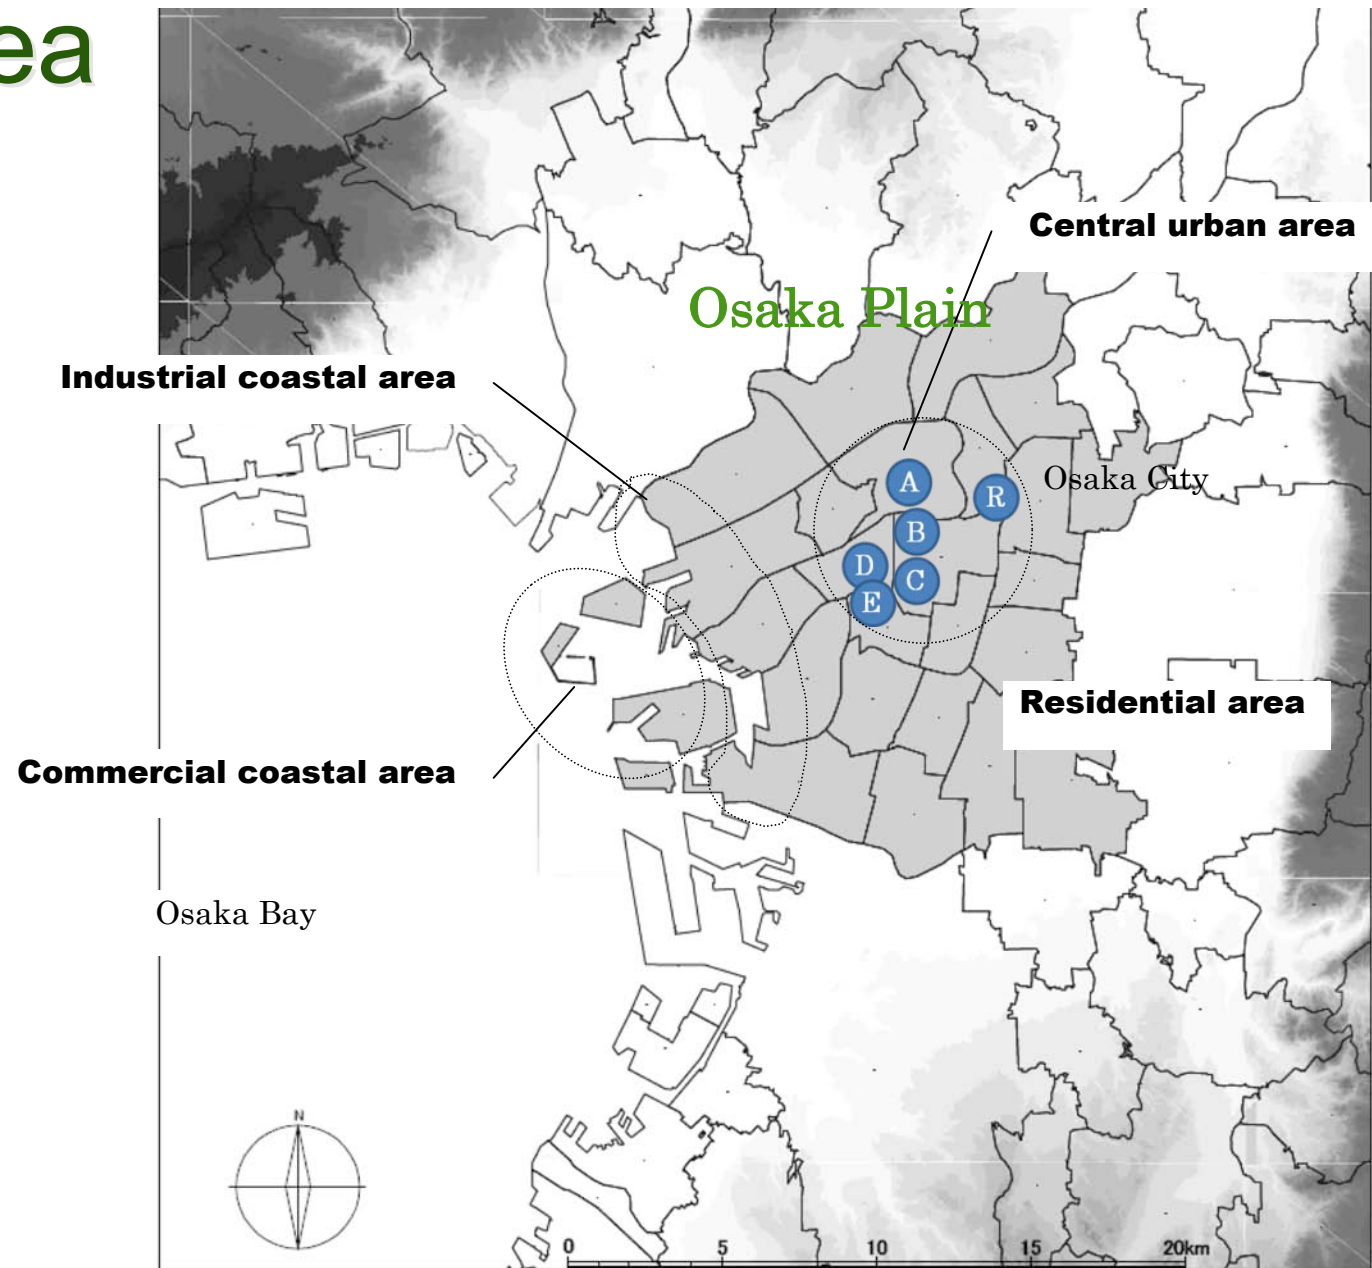 ea
Central urban area
Osaka Plain
Industrial coastal area
A
R
Osaka City
B
D
C
E
Residential area
Commercial coastal area
Osaka Bay
N
0 5 10 15 20km